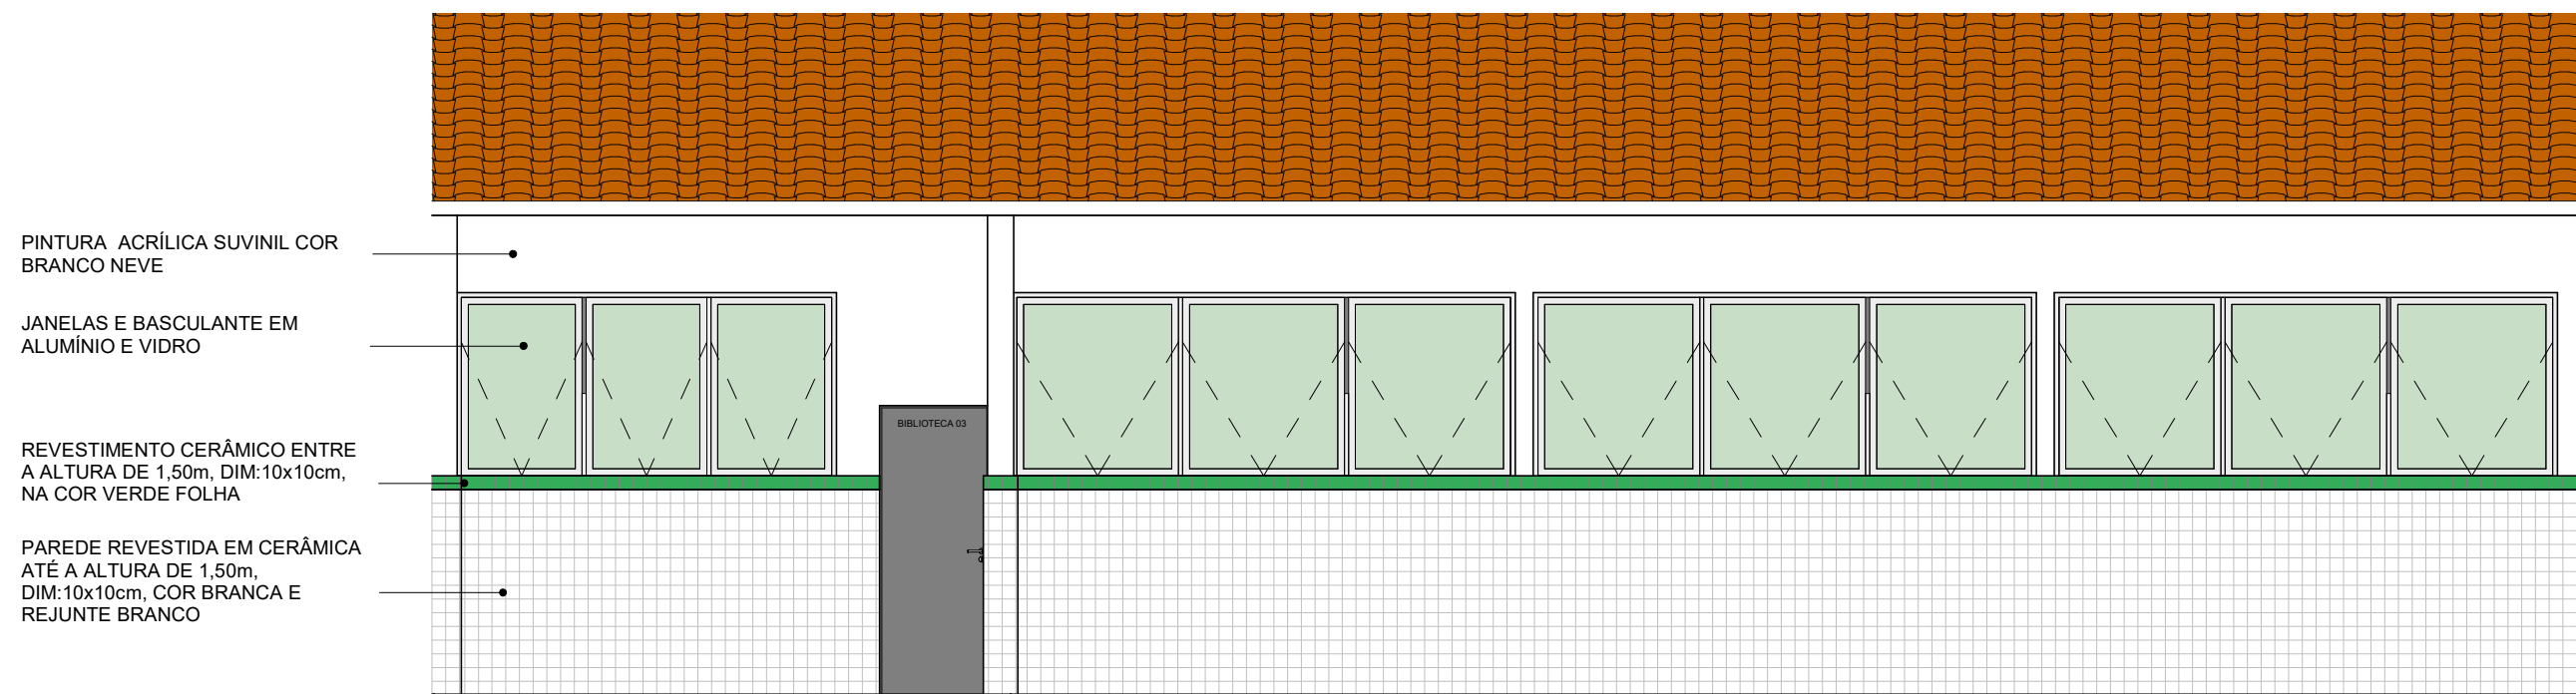 PINTURA ACRÍLICA SUVINIL COR
BRANCO NEVE
JANELAS E BASCULANTE EM
ALUMÍNIO E VIDRO
BIBLIOTECA 03
REVESTIMENTO CERÂMICO ENTRE
A ALTURA DE 1,50m, DIM:10x10cm,
NA COR VERDE FOLHA
PAREDE REVESTIDA EM CERÂMICA
ATÉ A ALTURA DE 1,50m,
DIM:10x10cm, COR BRANCA E
REJUNTE BRANCO